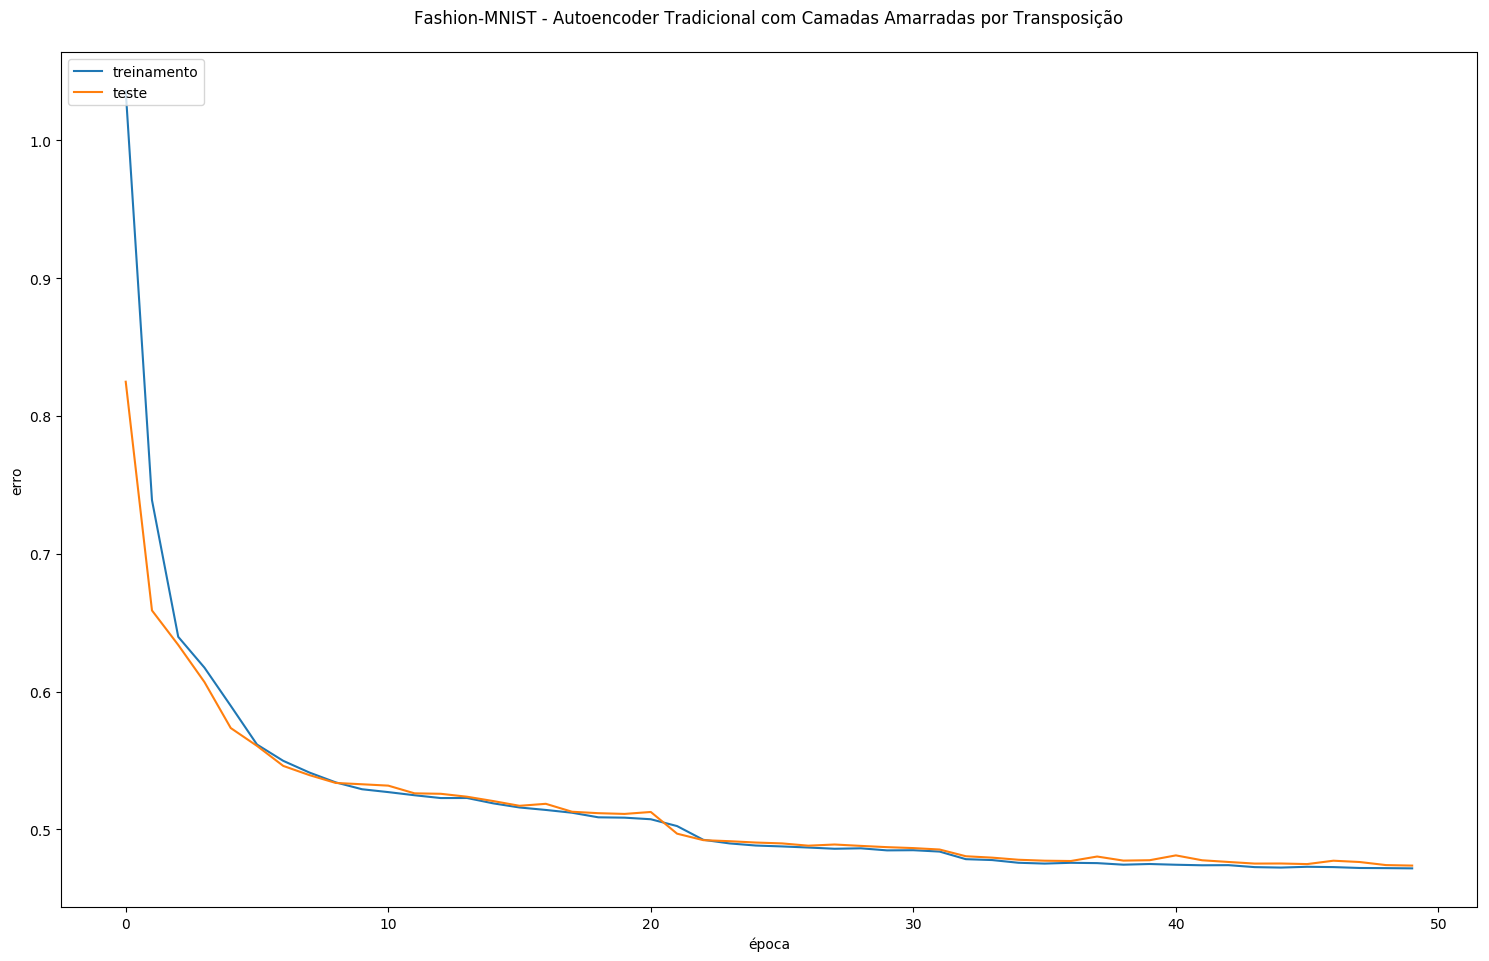 Fashion-MNIST - Autoencoder Tradicional com Camadas Amarradas por Transposição
treinamento
teste
1.0
0.9
0.8
0.7
0.6
0.5
erro
0 10 20 30 40 50
época